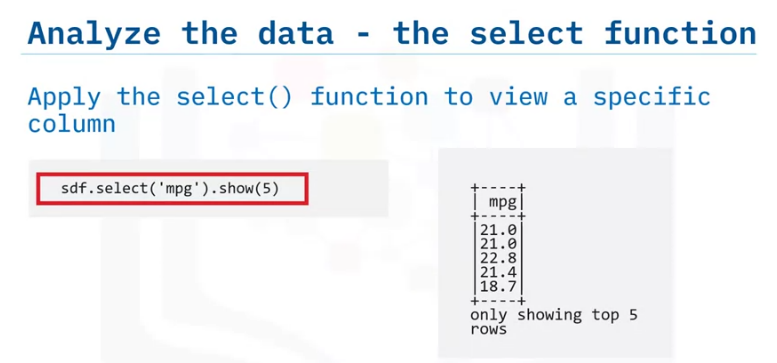 Analyze the data - the select function
Apply the select() function to view a specific
column
sdf.select('mpg').show(5)
+----+
| mpg|
+----+
|21.0|
|21.0|
|22.8|
|21.4|
|18.7|
+----+
only showing top 5
rows